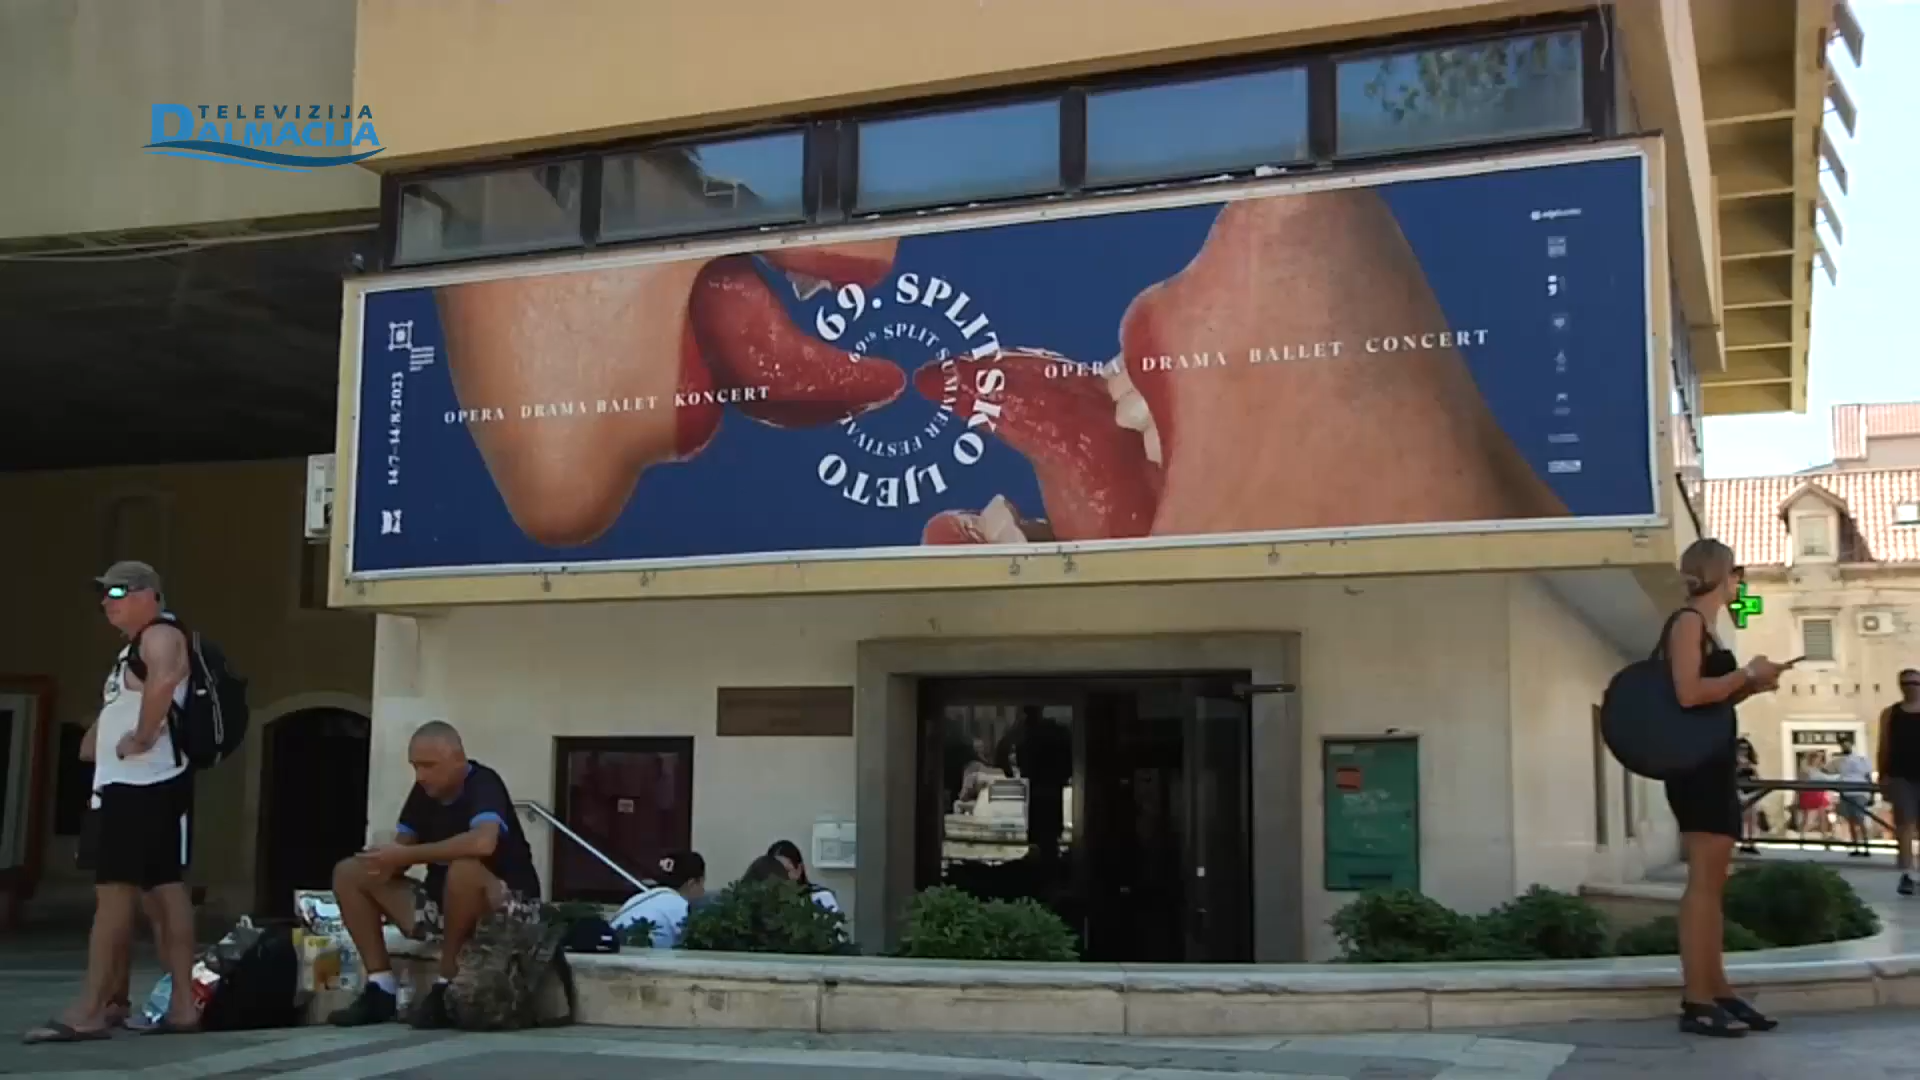 TELEVIZIJA
DALMACIJA
69. SPLITSKO LJETO
69th SPLIT SUMMER FESTIVAL
OPERA DRAMA BALET KONCERT
OPERA DRAMA BALLET CONCERT
14/7–14/8/2023